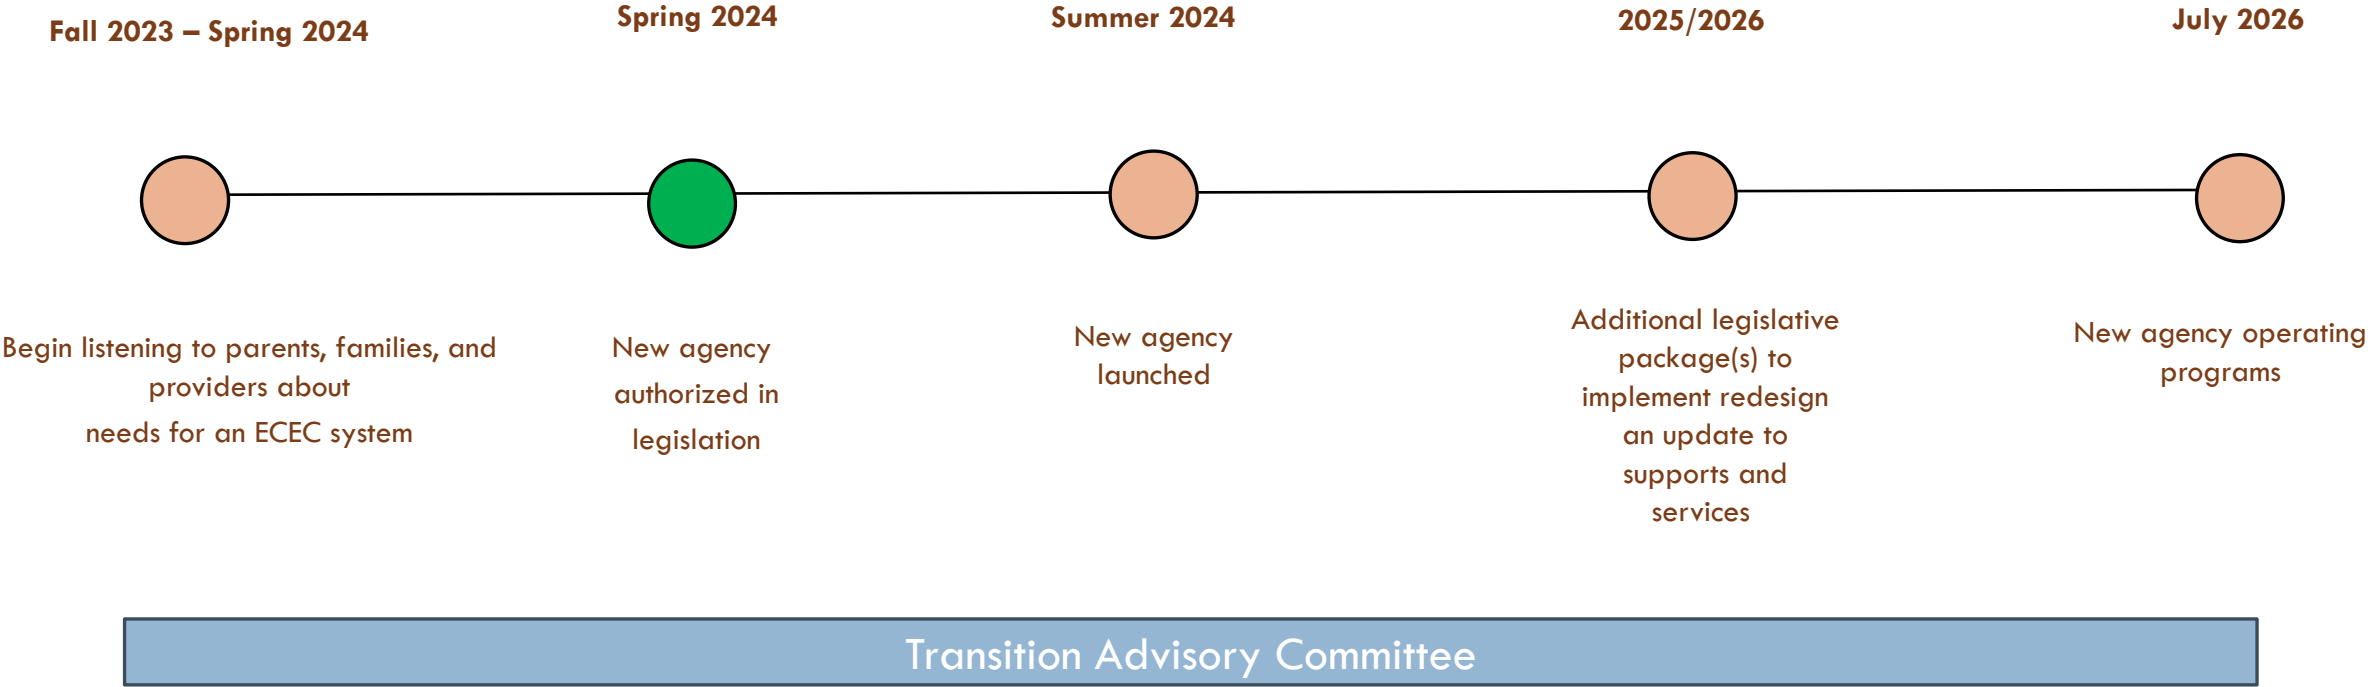 Fall 2023 – Spring 2024
Spring 2024
Summer 2024
2025/2026
July 2026
Begin listening to parents, families, and
providers about
needs for an ECEC system
New agency
authorized in
legislation
New agency
launched
Additional legislative
package(s) to
implement redesign
an update to
supports and
services
New agency operating
programs
Transition Advisory Committee